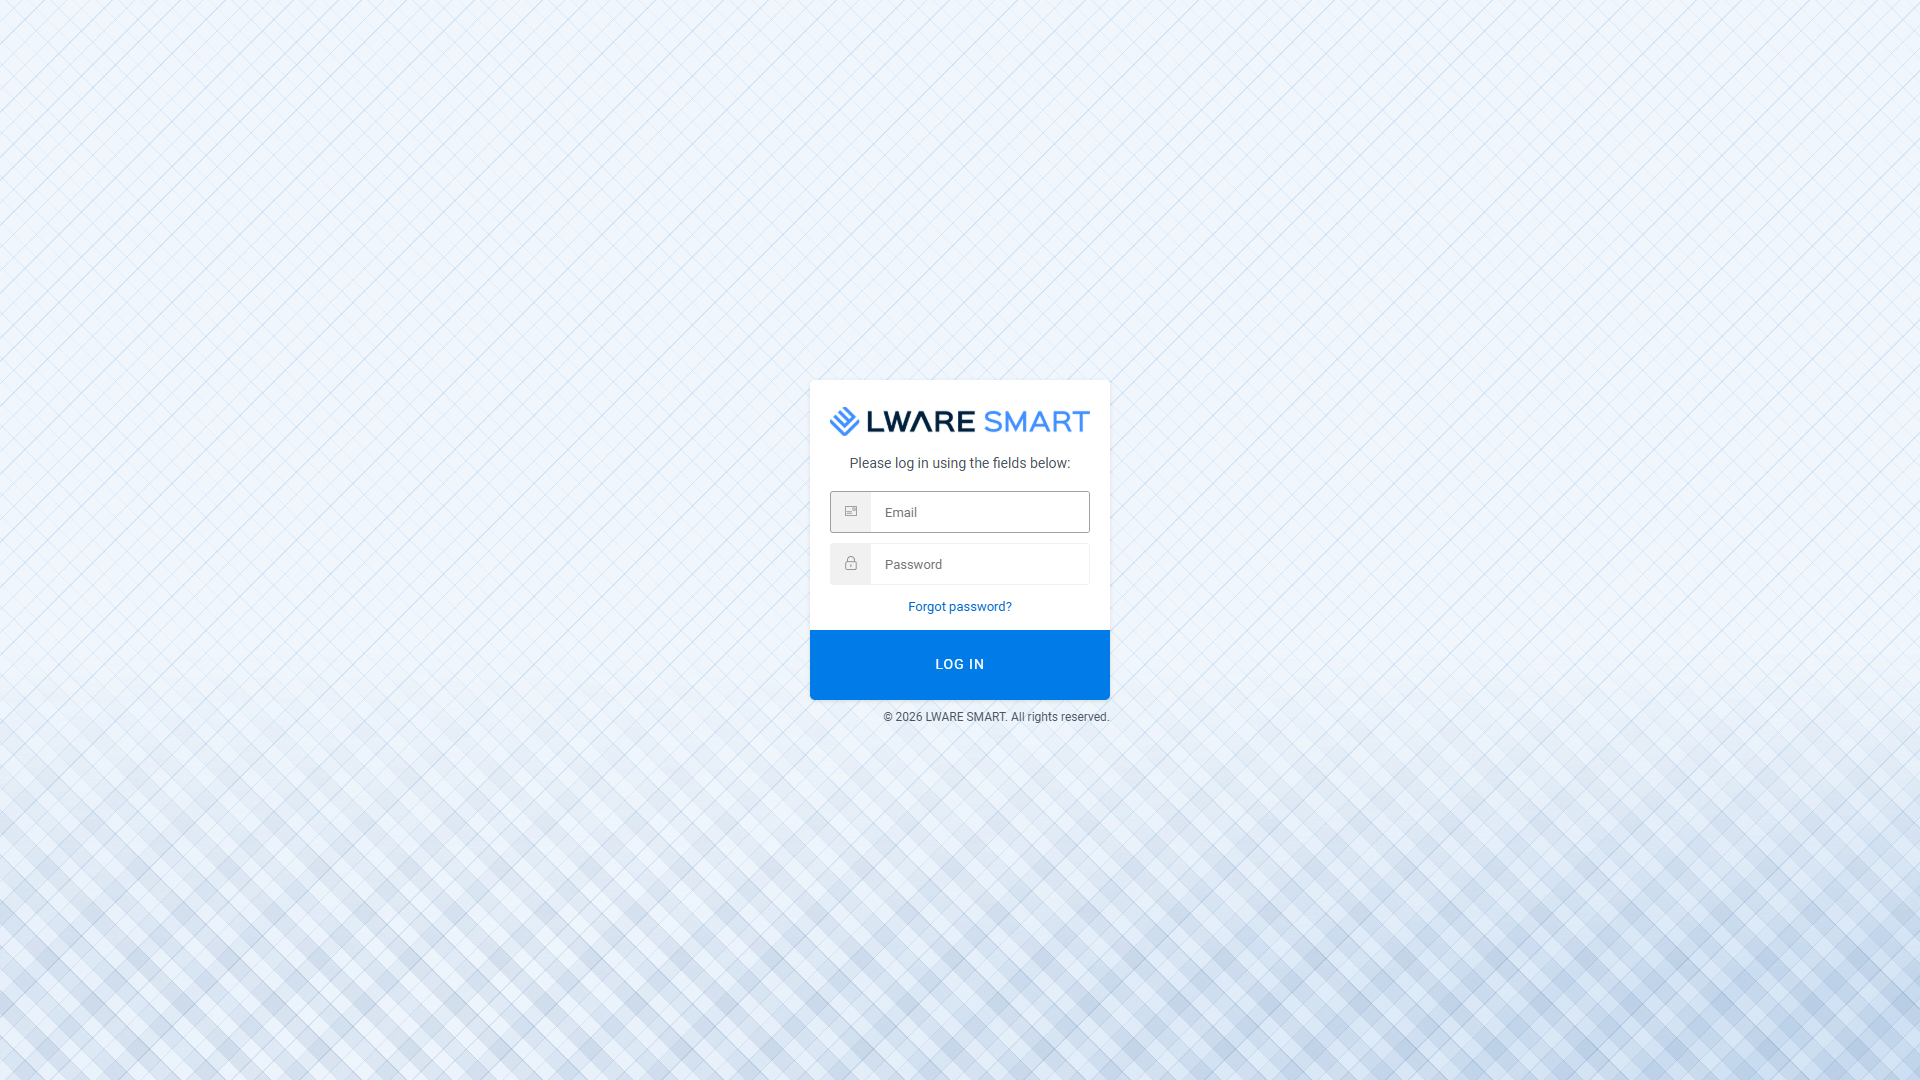 LWARE SMART
Please log in using the fields below:
Email
Password
Forgot password?
LOG IN
© 2026 LWARE SMART. All rights reserved.